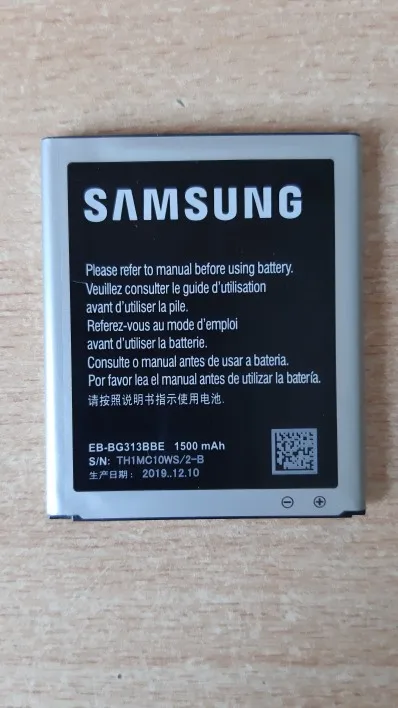 SAMSUNG
Please refer to manual before using battery.
Veuillez consulter le guide d'utilisation
avant d'utiliser la pile.
Referez-vous au mode d'emploi
avant d'utiliser la batterie.
Consulte o manual antes de usar a bateria.
Por favor lea el manual antes de utilizar la batería.
请按照说明书指示使用电池.
EB-BG313BBE 1500 mAh
S/N: TH1MC10WS/2-B
生产日期: 2019..12.10